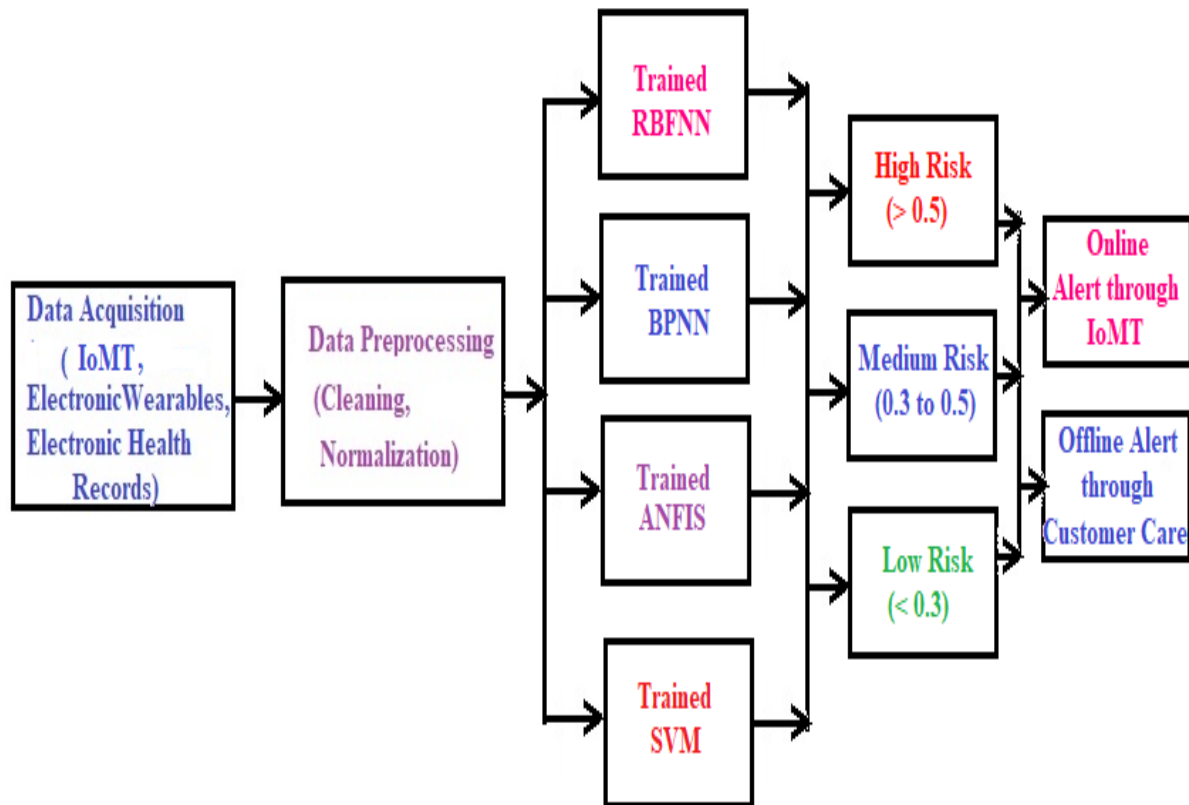 Data Acquisition
( IoMT,
ElectronicWearables,
Electronic Health
Records)
Data Preprocessing
(Cleaning,
Normalization)
Trained
RBFNN
Trained
BPNN
Trained
ANFIS
Trained
SVM
High Risk
(> 0.5)
Medium Risk
(0.3 to 0.5)
Low Risk
(< 0.3)
Online
Alert through
IoMT
Offline Alert
through
Customer Care